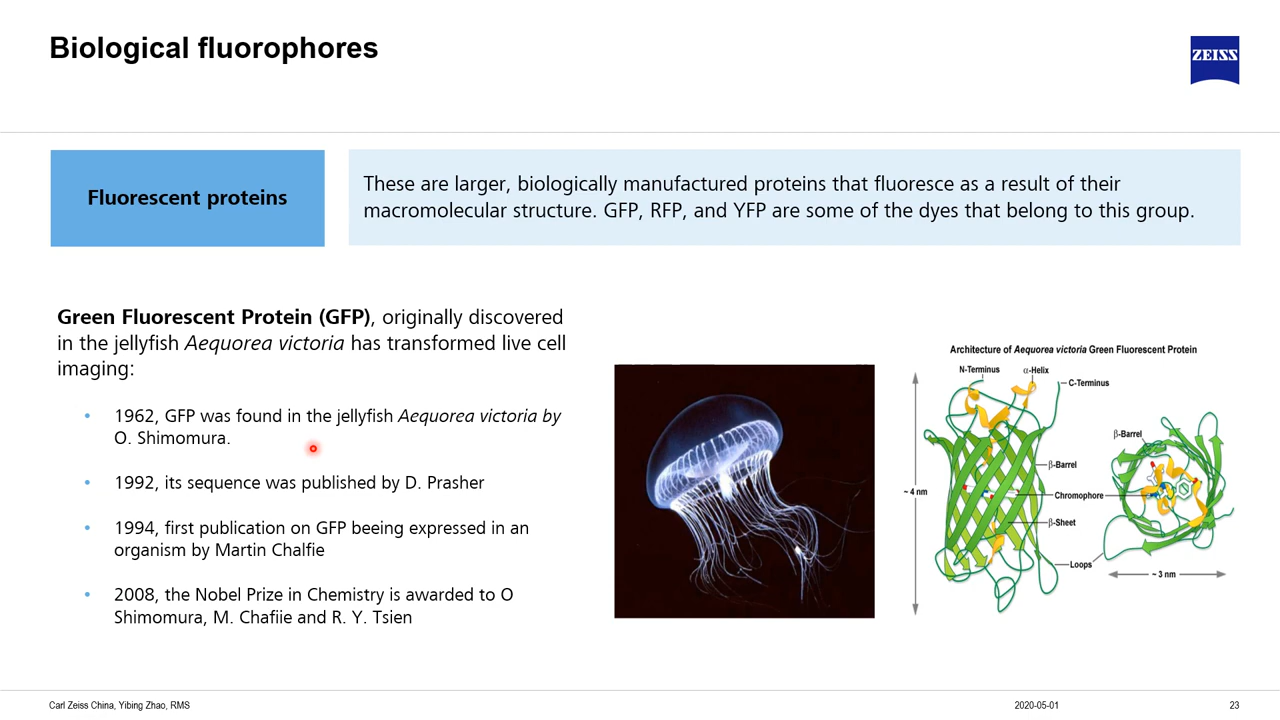 Biological fluorophores
ZEISS
Fluorescent proteins
These are larger, biologically manufactured proteins that fluoresce as a result of their
macromolecular structure. GFP, RFP, and YFP are some of the dyes that belong to this group.
Green Fluorescent Protein (GFP), originally discovered
in the jellyfish Aequorea victoria has transformed live cell
imaging:
• 1962, GFP was found in the jellyfish Aequorea victoria by
O. Shimomura.
• 1992, its sequence was published by D. Prasher
• 1994, first publication on GFP beeing expressed in an
organism by Martin Chalfie
• 2008, the Nobel Prize in Chemistry is awarded to O
Shimomura, M. Chafiie and R. Y. Tsien
Architecture of Aequorea victoria Green Fluorescent Protein
N-Terminus
α-Helix
C-Terminus
β-Barrel
β-Barrel
~ 4 nm
Chromophore
β-Sheet
Loops
~ 3 nm
Carl Zeiss China, Yibing Zhao, RMS
2020-05-01
23